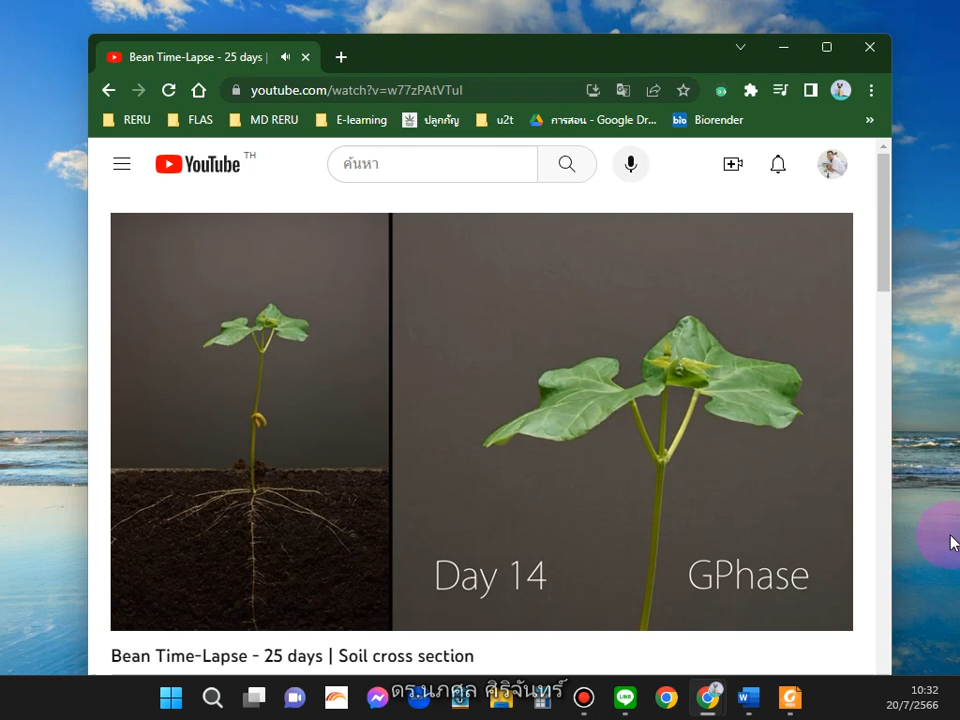 Bean Time-Lapse - 25 days |
youtube.com/watch?v=w77zPAtVTuI
RERU
FLAS
MD RERU
E-learning
ปลูกกัญ
u2t
การสอน - Google Dr...
bio
Biorender
»
YouTube TH
ค้นหา
Day 14
GPhase
Bean Time-Lapse - 25 days | Soil cross section
ดร.นภศูล ศิริจันทร์
LINE
10:32
20/7/2566